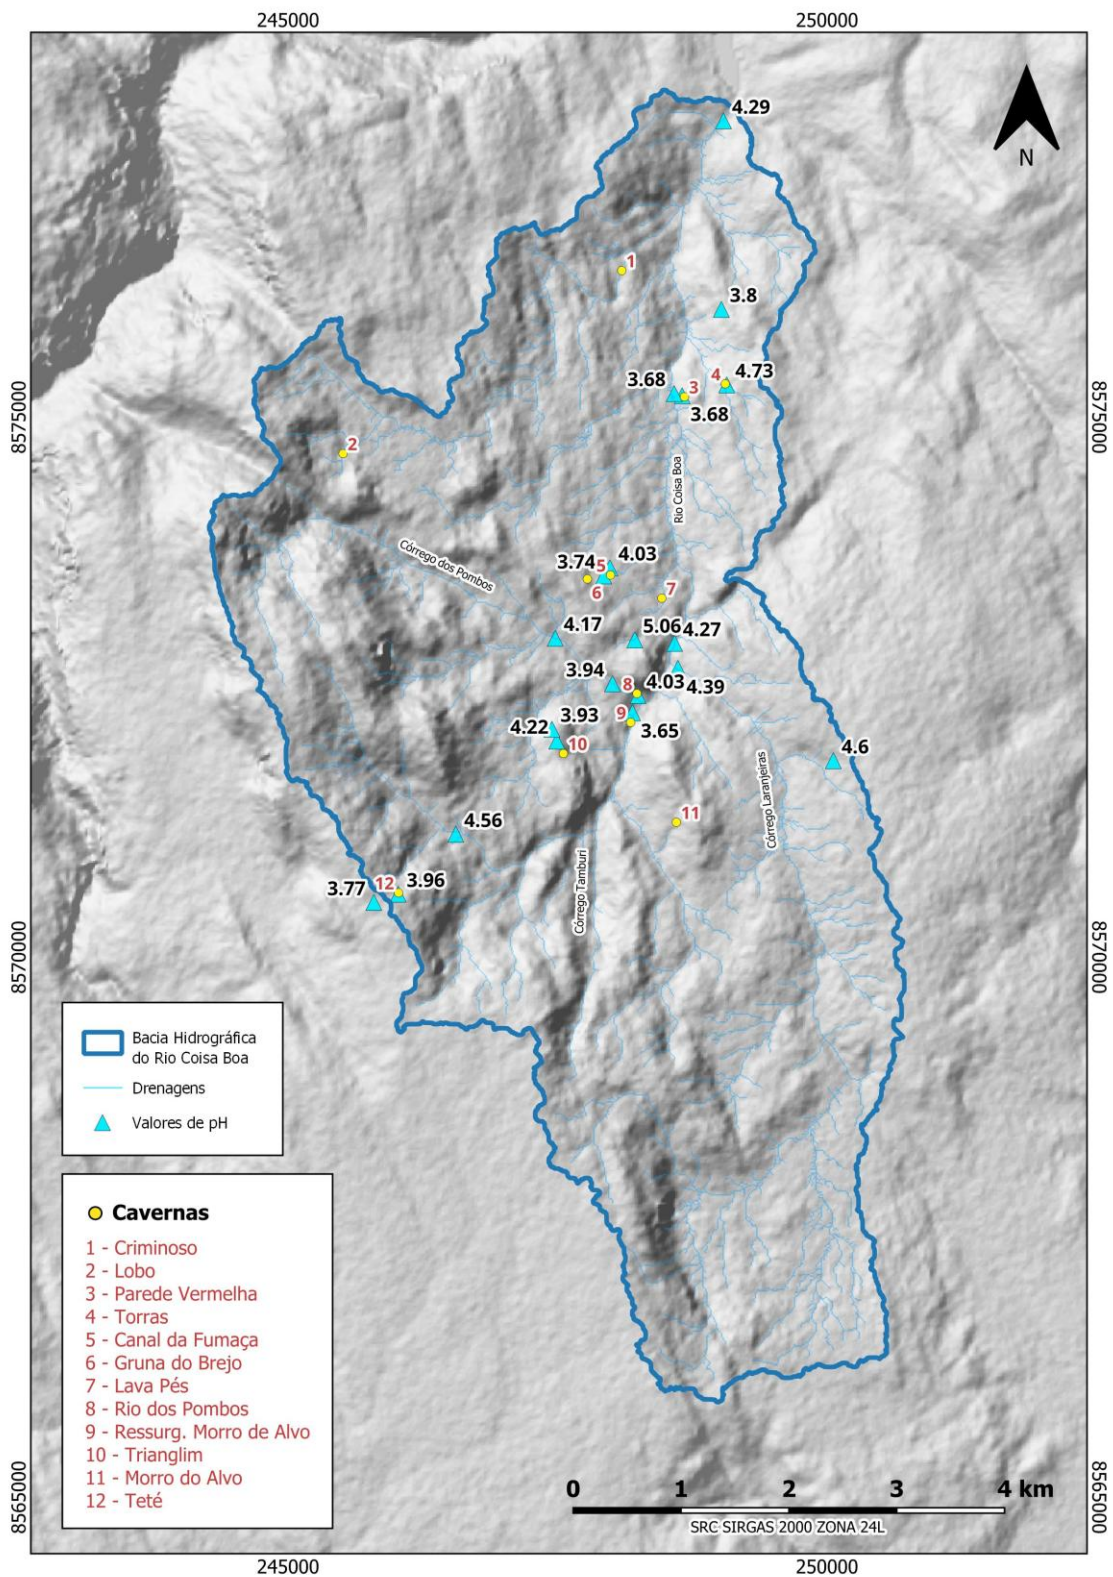 245000
250000
4.29
N
1
3.8
8575000
8575000
4
4.73
3.68
3
3.68
2
Rio Coisa Boa
Córrego dos Pombos
3.74
5
4.03
6
7
4.17
5.06
4.27
3.94
8
4.03
4.39
4.22
3.93
9
3.65
10
4.6
Córrego Laranjeiras
11
4.56
Córrego Tamburi
3.77
12
3.96
8570000
8570000
Bacia Hidrográfica
do Rio Coisa Boa
Drenagens
Valores de pH
Cavernas
1 - Criminoso
2 - Lobo
3 - Parede Vermelha
4 - Torras
5 - Canal da Fumaça
6 - Gruna do Brejo
7 - Lava Pés
8 - Rio dos Pombos
9 - Ressurg. Morro de Alvo
10 - Trianglim
11 - Morro do Alvo
12 - Teté
0 1 2 3 4 km
SRC SIRGAS 2000 ZONA 24L
8565000
8565000
245000
250000